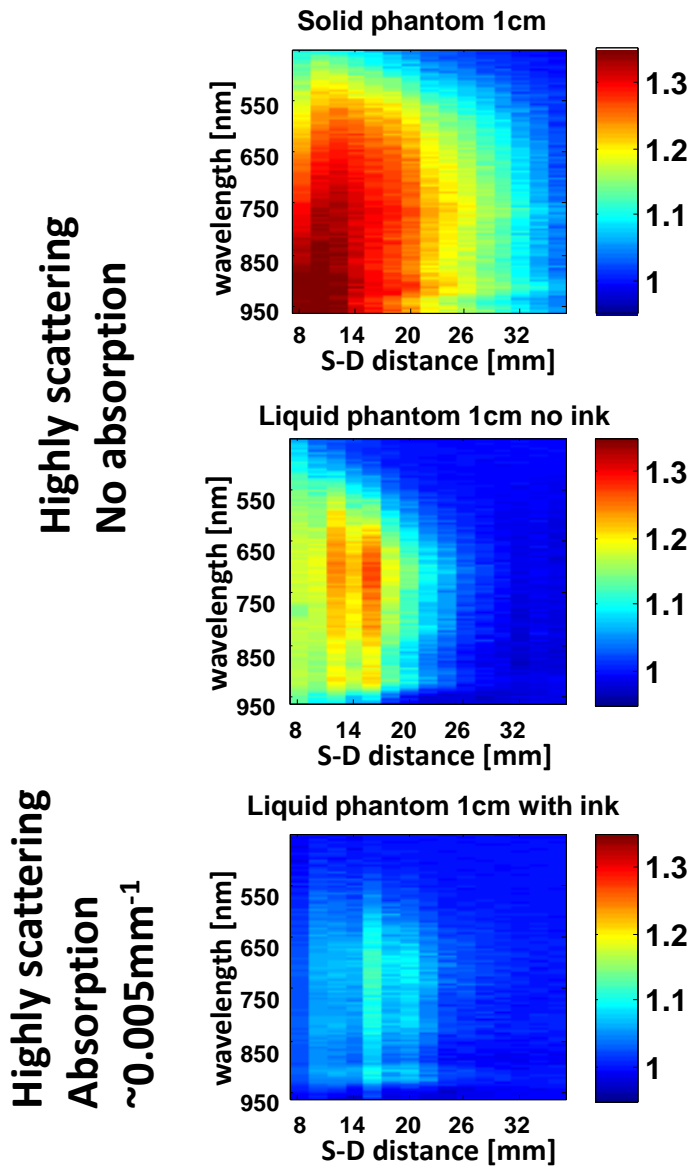 Solid phantom 1cm
wavelength [nm]
550
650
750
850
950
8 14 20 26 32
S-D distance [mm]
1.3
1.2
1.1
1
Highly scattering
No absorption
Liquid phantom 1cm no ink
wavelength [nm]
550
650
750
850
950
8 14 20 26 32
S-D distance [mm]
1.3
1.2
1.1
1
Highly scattering
Absorption
~0.005mm⁻¹
Liquid phantom 1cm with ink
wavelength [nm]
550
650
750
850
950
8 14 20 26 32
S-D distance [mm]
1.3
1.2
1.1
1